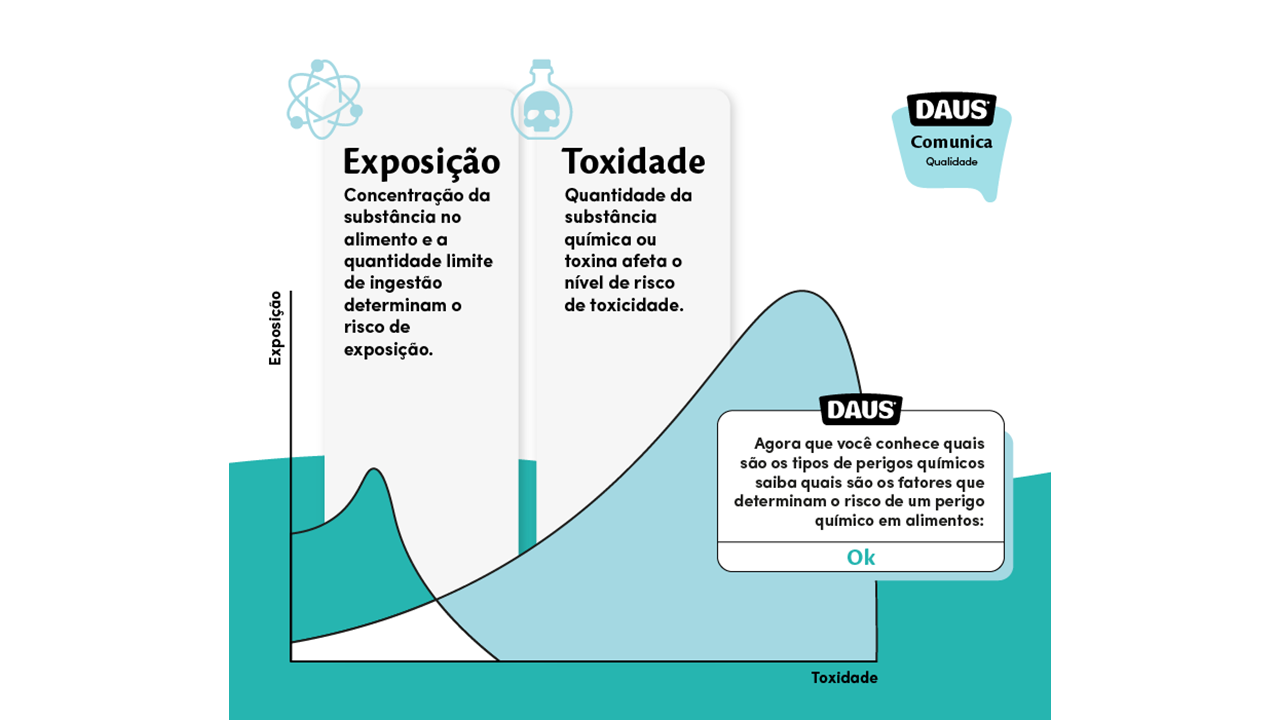 DAUS
Comunica
Qualidade
Exposição
Concentração da
substância no
alimento e a
quantidade limite
de ingestão
determinam o
risco de
exposição.
Toxidade
Quantidade da
substância
química ou
toxina afeta o
nível de risco
de toxicidade.
Exposição
DAUS
Agora que você conhece quais
são os tipos de perigos químicos
saiba quais são os fatores que
determinam o risco de um perigo
químico em alimentos:
Ok
Toxidade